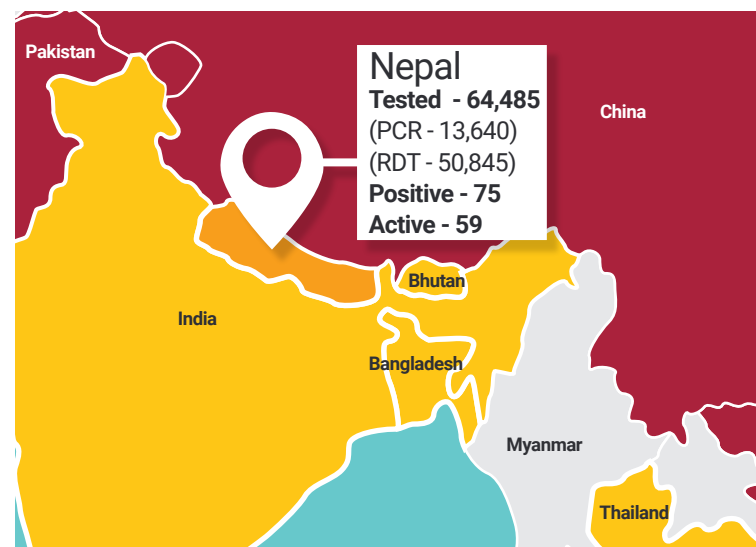 Pakistan
Nepal
Tested - 64,485
(PCR - 13,640)
(RDT - 50,845)
Positive - 75
Active - 59
China
Bhutan
India
Bangladesh
Myanmar
Thailand